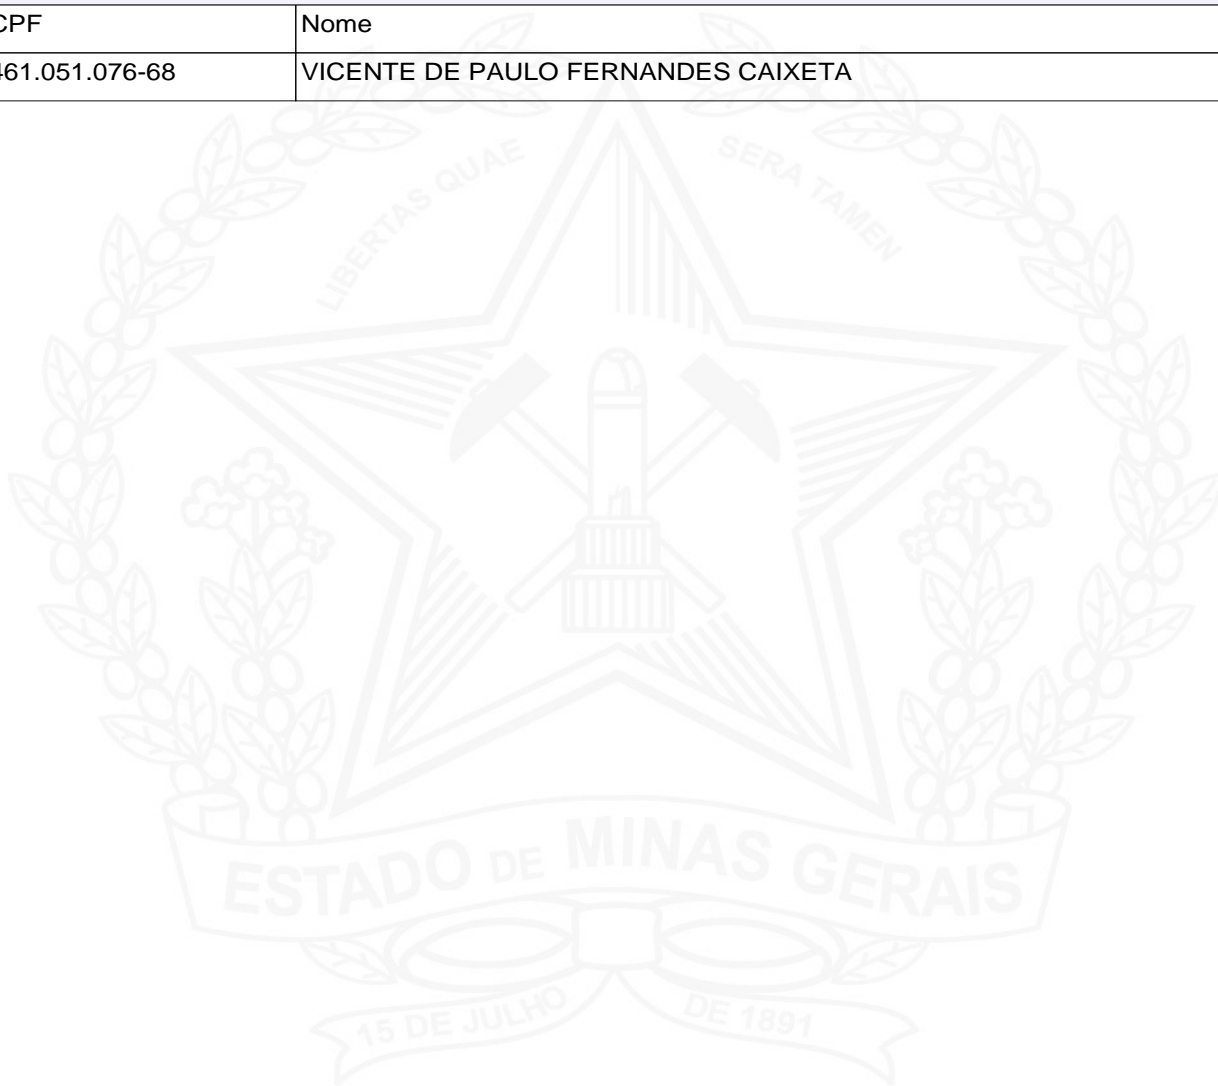 CPF Nome
461.051.076-68 VICENTE DE PAULO FERNANDES CAIXETA
LIBERTAS QUAE SERA TAMEN
ESTADO DE MINAS GERAIS
15 DE JULHO DE 1891